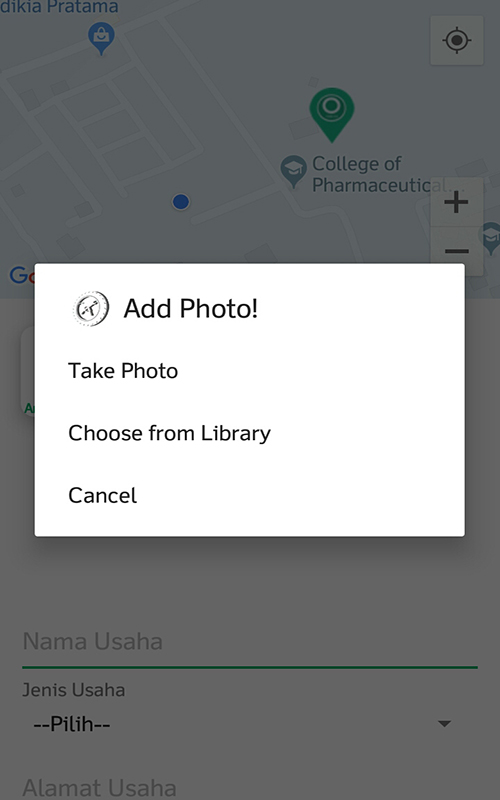 dikia Pratama
College of
Pharmaceutical...
Add Photo!
Take Photo
Choose from Library
Cancel
Nama Usaha
Jenis Usaha
--Pilih--
Alamat Usaha